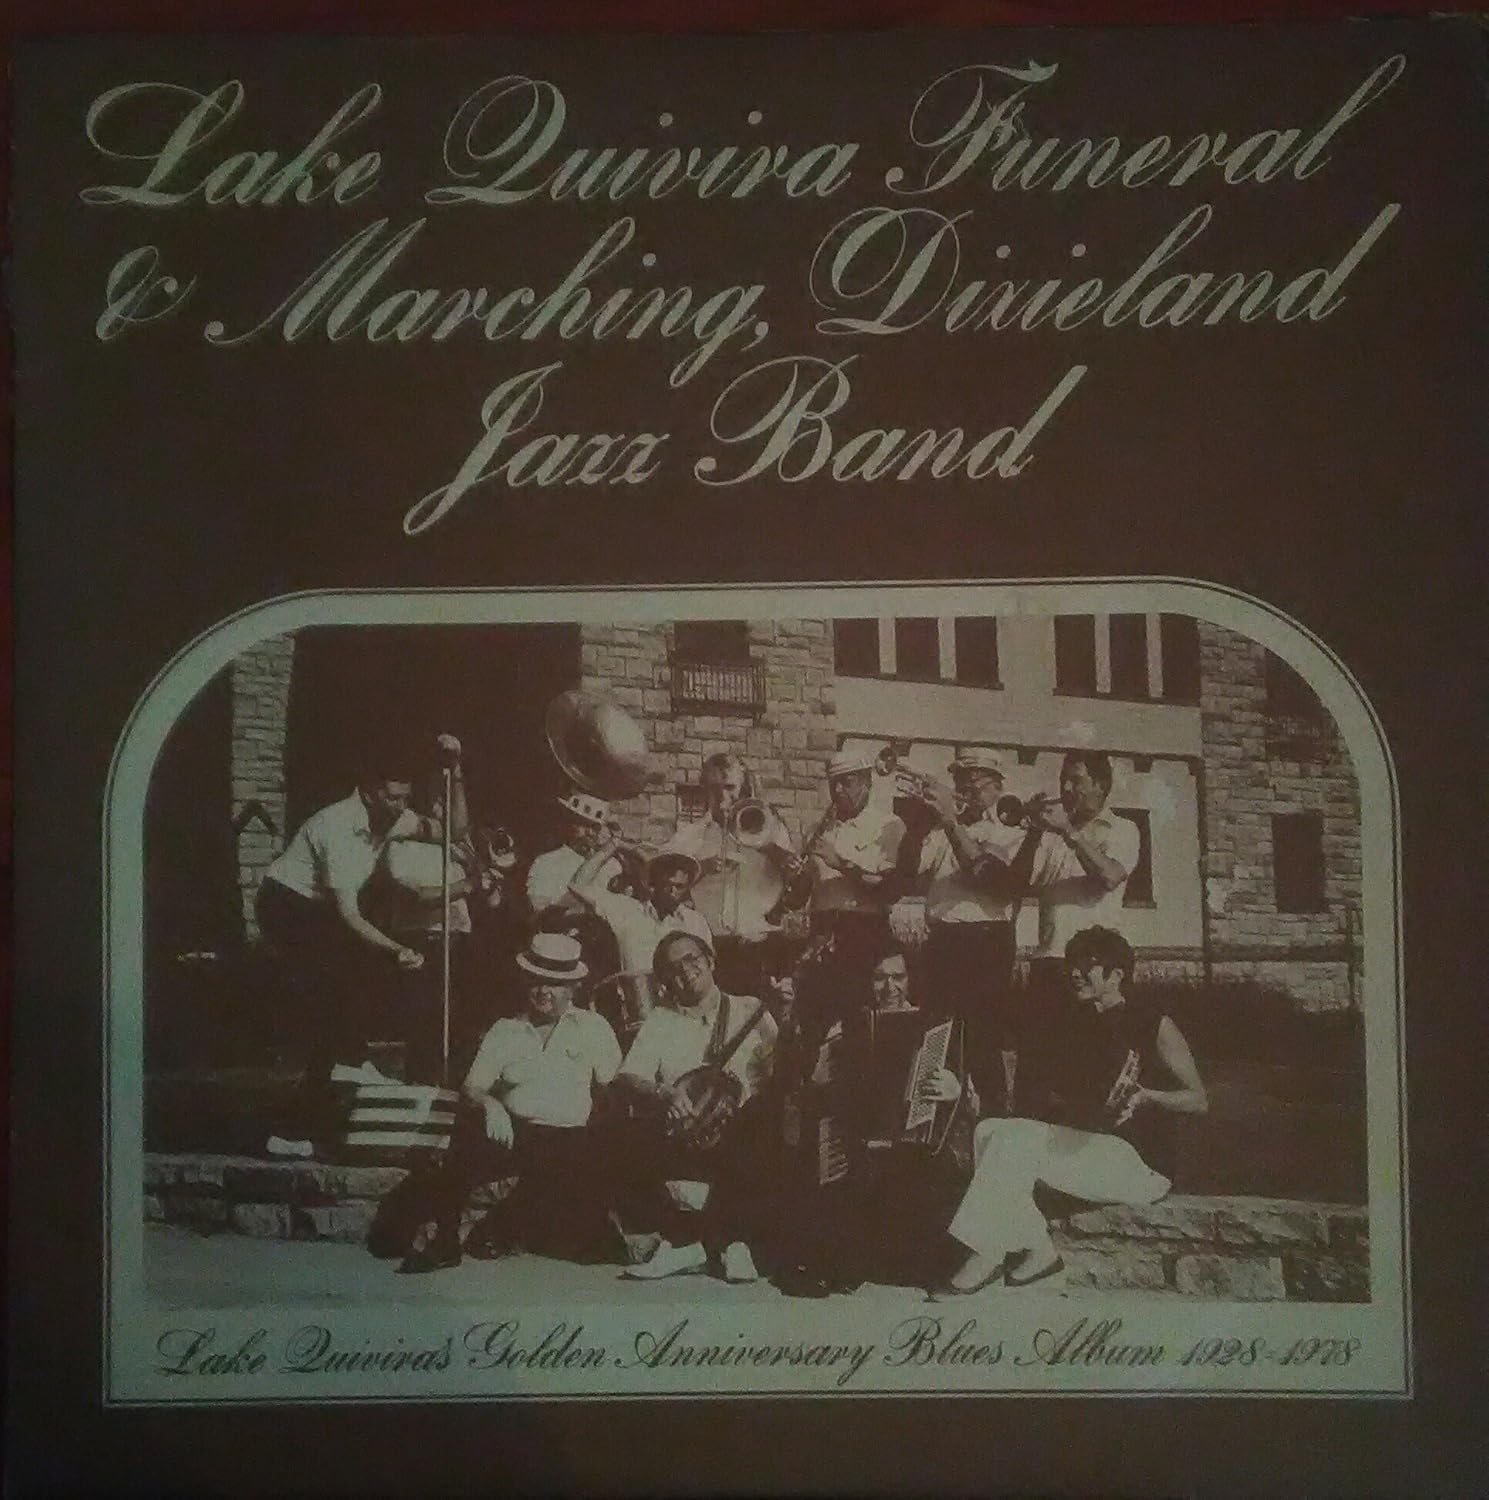 Lake Quivira Funeral
& Marching, Dixieland
Jazz Band
Lake Quivira's Golden Anniversary Blues Album 1928-1978